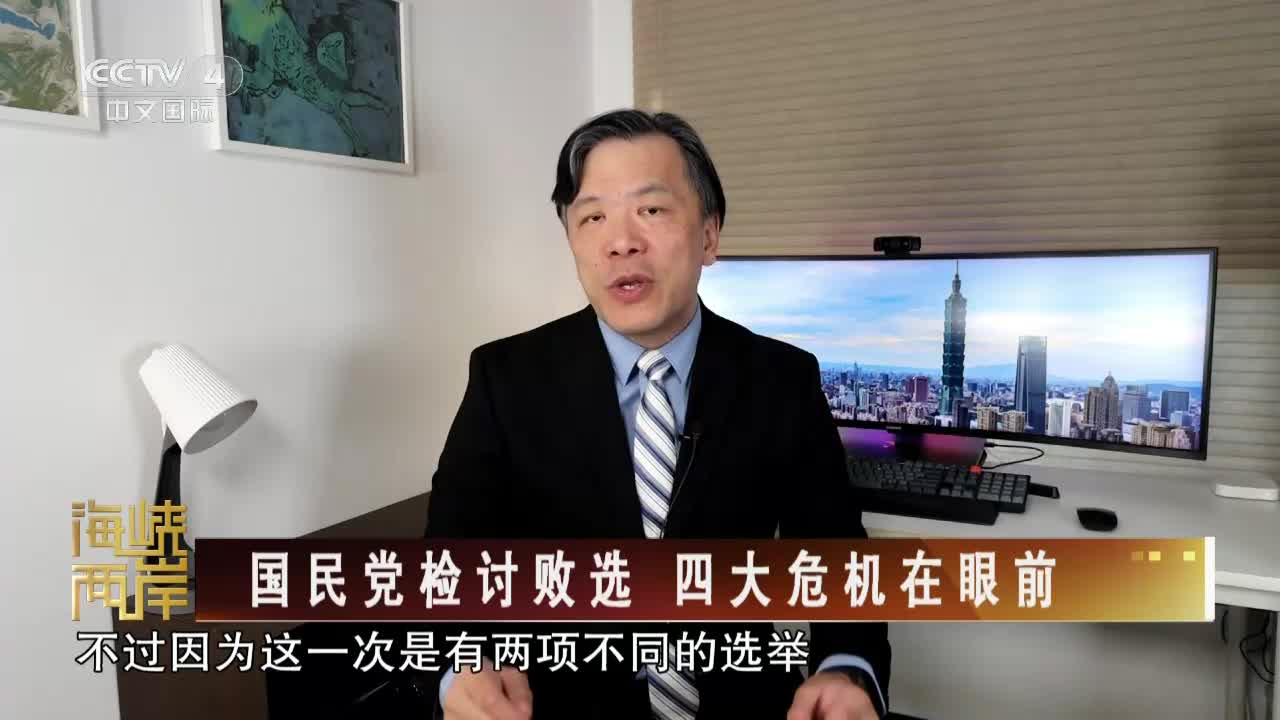 CCTV 4
中文国际
海峡
两岸
国民党检讨败选 四大危机在眼前
不过因为这一次是有两项不同的选举